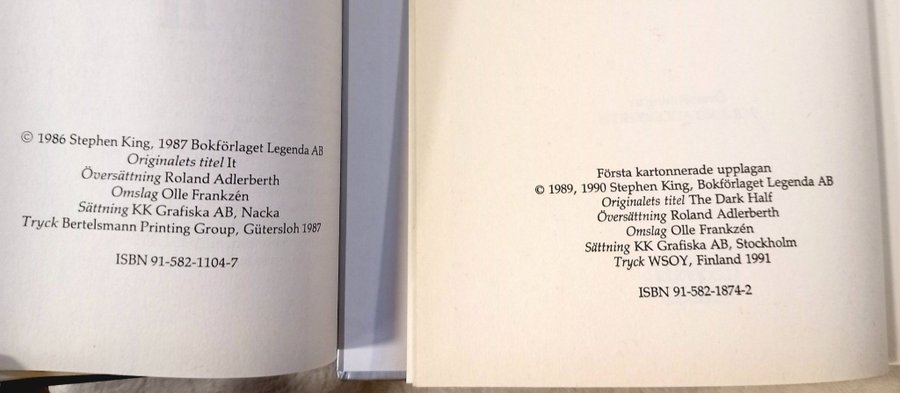 © 1986 Stephen King, 1987 Bokförlaget Legenda AB
Originalets titel It
Översättning Roland Adlerberth
Omslag Olle Frankzén
Sättning KK Grafiska AB, Nacka
Tryck Bertelsmann Printing Group, Gütersloh 1987
ISBN 91-582-1104-7
Första kartonnerade upplagan
© 1989, 1990 Stephen King, Bokförlaget Legenda AB
Originalets titel The Dark Half
Översättning Roland Adlerberth
Omslag Olle Frankzén
Sättning KK Grafiska AB, Stockholm
Tryck WSOY, Finland 1991
ISBN 91-582-1874-2